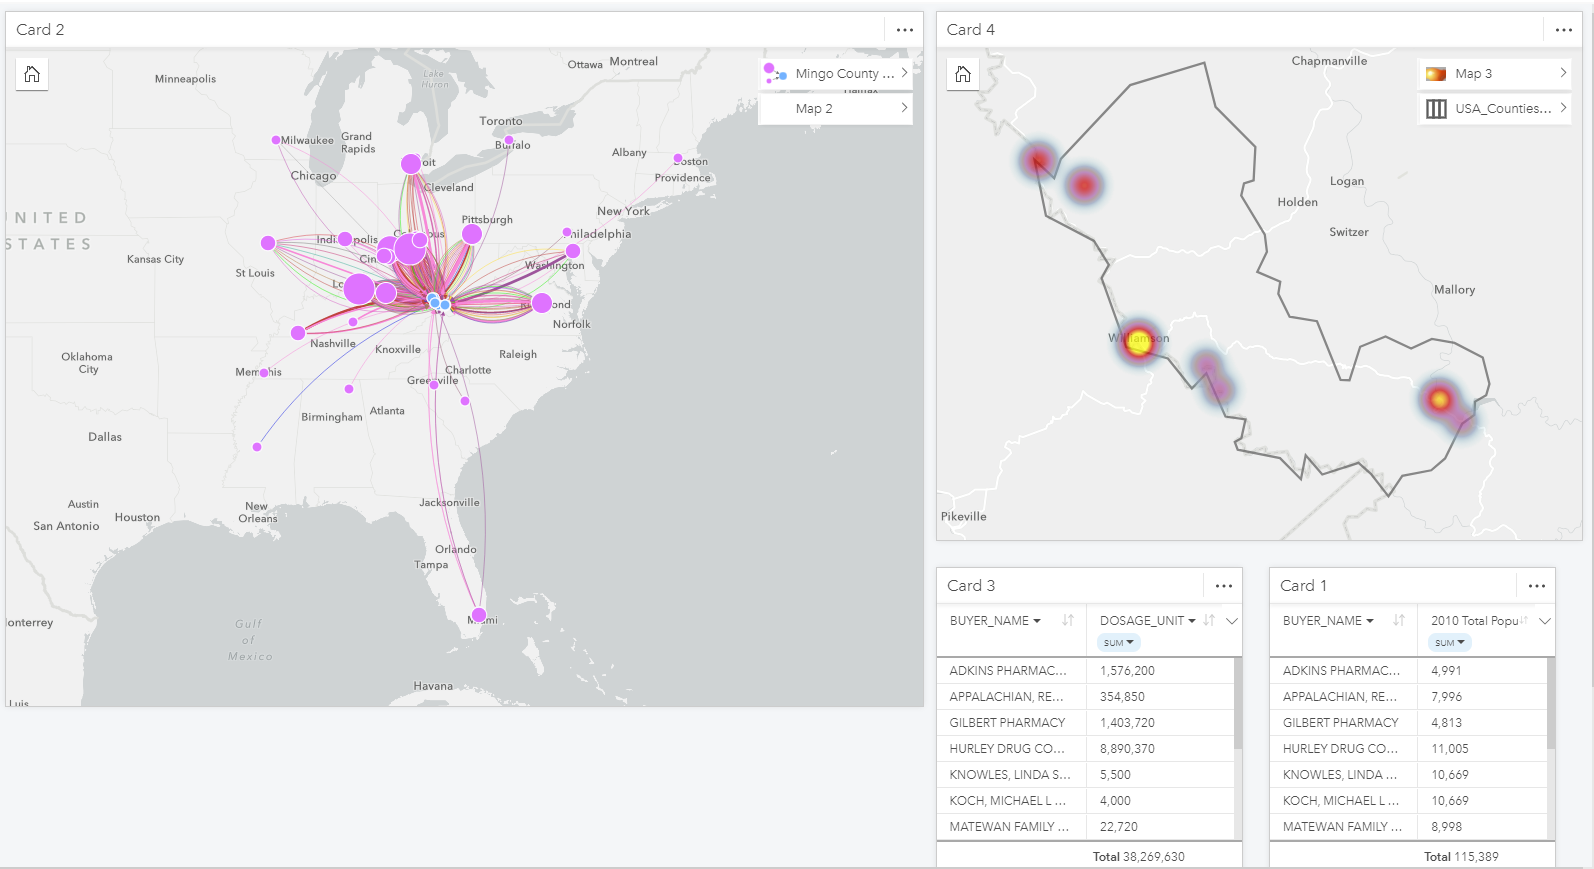 Card 2
Mingo County ...
Map 2
Ottawa
Montreal
Minneapolis
Lake
Huron
Halifax
Toronto
Milwaukee
Grand
Rapids
Buffalo
Albany
Boston
Chicago
oit
Providence
Cleveland
New York
NITED
STATES
Pittsburgh
Philadelphia
Kansas City
St Louis
Cin
Washington
Norfolk
Nashville
Knoxville
Raleigh
Oklahoma
City
Memphis
Charlotte
Greenville
Birmingham
Atlanta
Dallas
Jacksonville
Austin
New
Orleans
Houston
San Antonio
Orlando
Tampa
Miami
onterrey
Gulf
of
Mexico
Havana
Luis
Card 4
Map 3
USA_Counties...
Chapmanville
Logan
Holden
Switzer
Mallory
Williamson
Pikeville
Card 3
BUYER_NAME DOSAGE_UNIT
SUM
ADKINS PHARMAC... 1,576,200
APPALACHIAN, RE... 354,850
GILBERT PHARMACY 1,403,720
HURLEY DRUG CO... 8,890,370
KNOWLES, LINDA S... 5,500
KOCH, MICHAEL L ... 4,000
MATEWAN FAMILY ... 22,720
Total 38,269,630
Card 1
BUYER_NAME 2010 Total Popu
SUM
ADKINS PHARMAC... 4,991
APPALACHIAN, RE... 7,996
GILBERT PHARMACY 4,813
HURLEY DRUG CO... 11,005
KNOWLES, LINDA ... 10,669
KOCH, MICHAEL L ... 10,669
MATEWAN FAMILY ... 8,998
Total 115,389